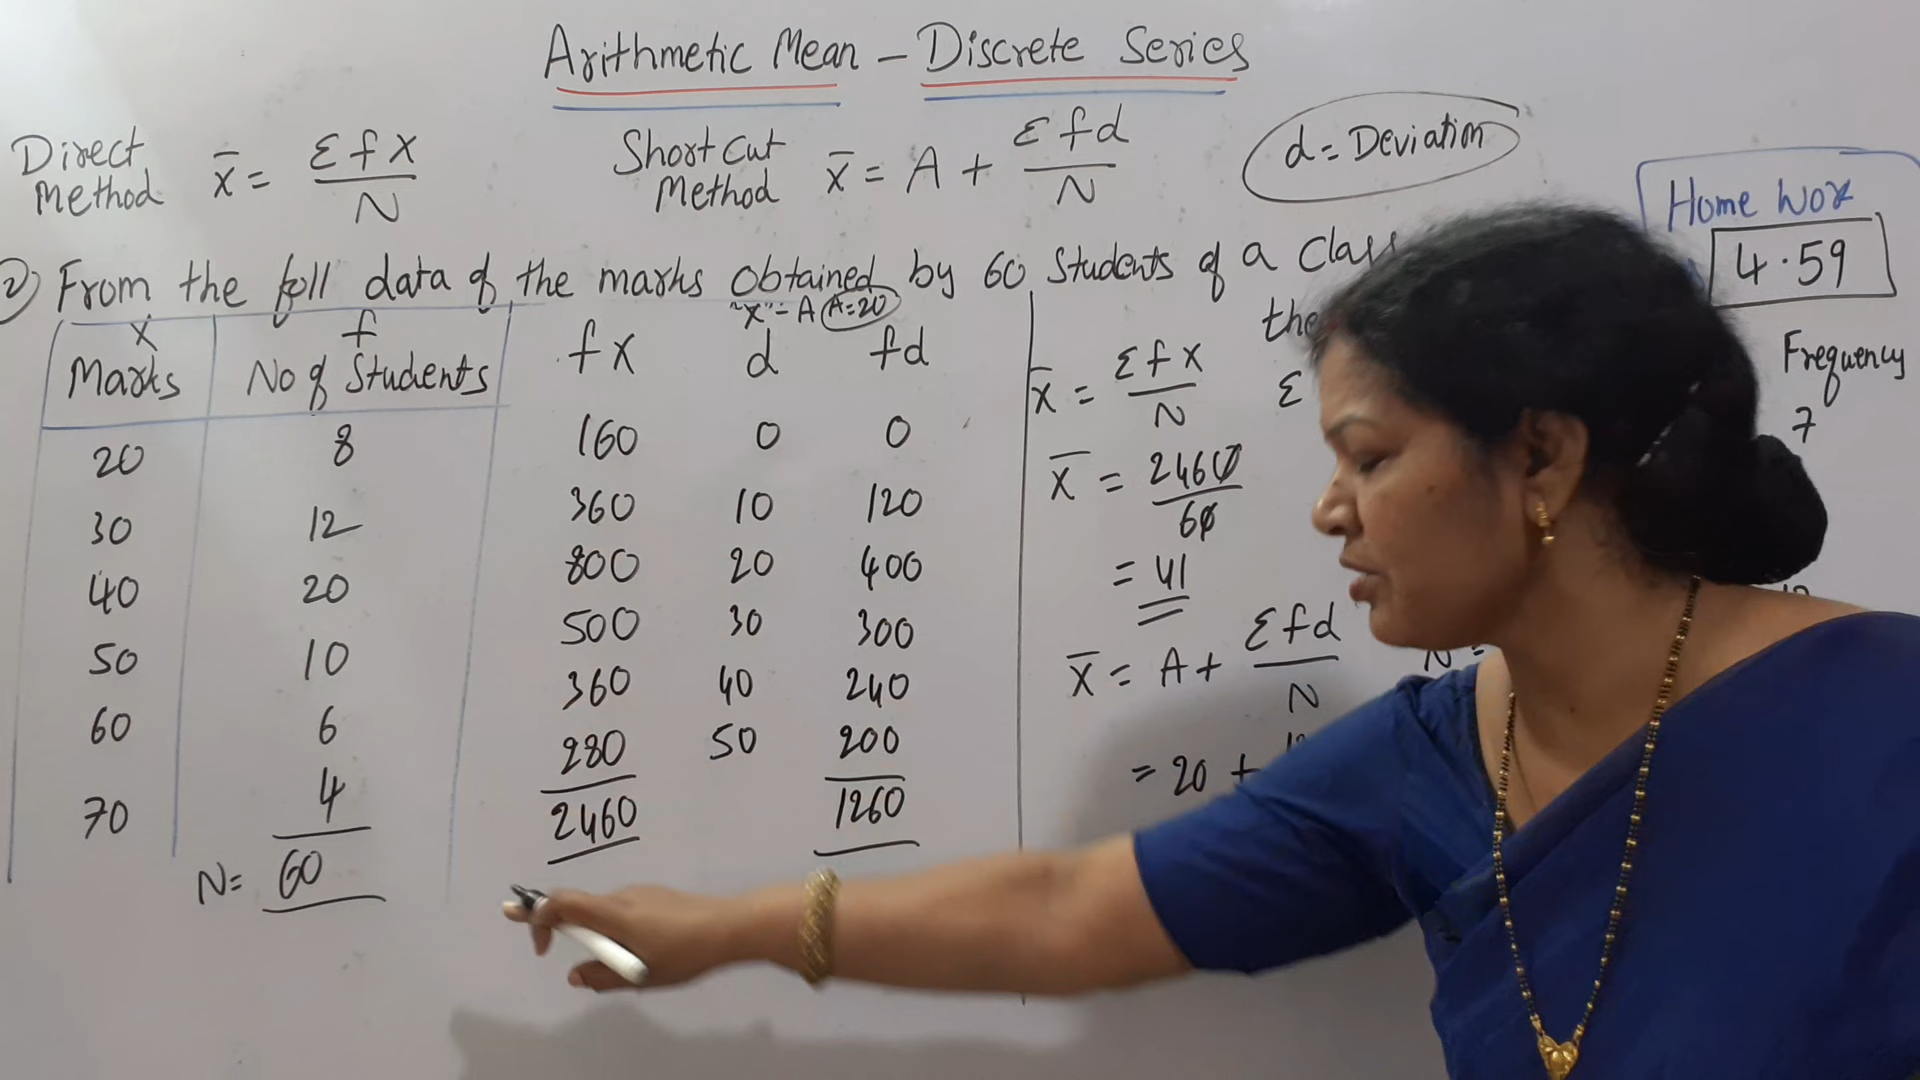 Arithmetic Mean - Discrete Series
Direct Method x̄ = Σfx / N
Short Cut Method x̄ = A + Σfd / N
d = Deviation
Home Work
4.59
2) From the foll data of the marks obtained by 60 students of a Class
the
"x" - A A=20
x f fx d fd
Marks No of Students
20 8 160 0 0
30 12 360 10 120
40 20 800 20 400
50 10 500 30 300
60 6 360 40 240
70 4 280 50 200
N= 60 2460 1260
x̄ = Σfx / N Σ
x̄ = 2460 / 60
= 41
x̄ = A + Σfd / N
= 20 +
Frequency
7